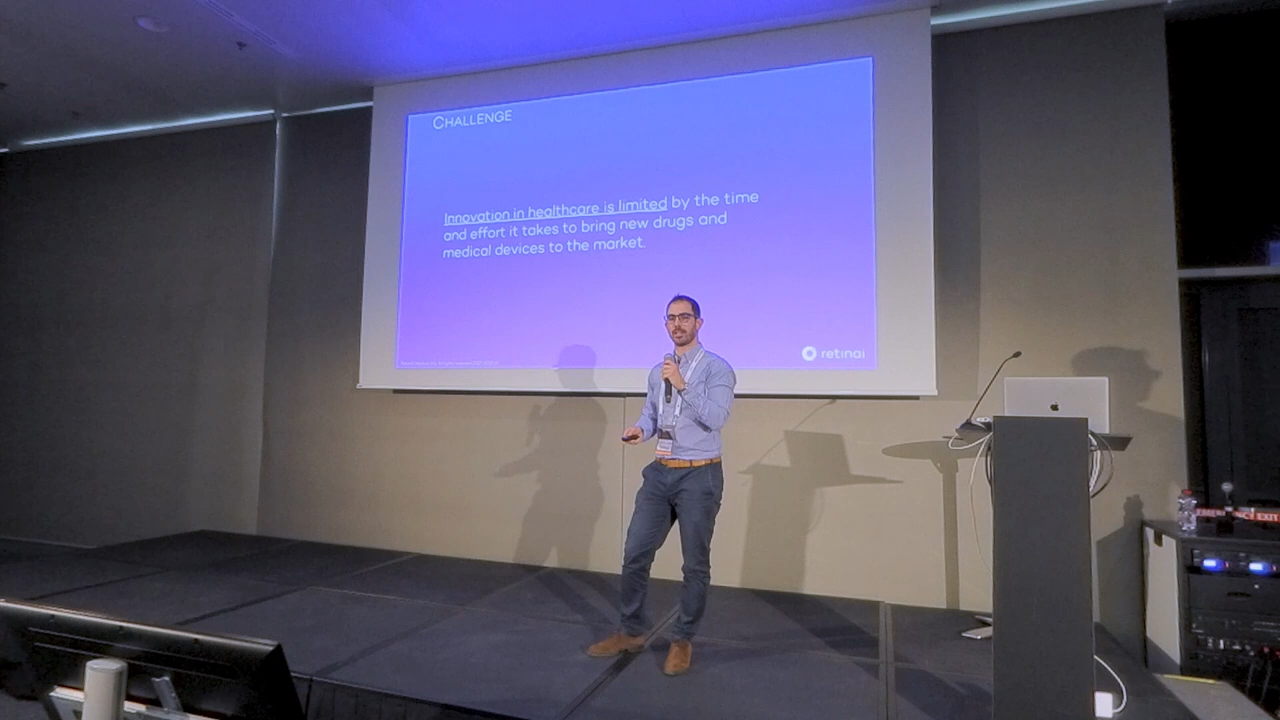 CHALLENGE
Innovation in healthcare is limited by the time
and effort it takes to bring new drugs and
medical devices to the market.
retinai
EXIT